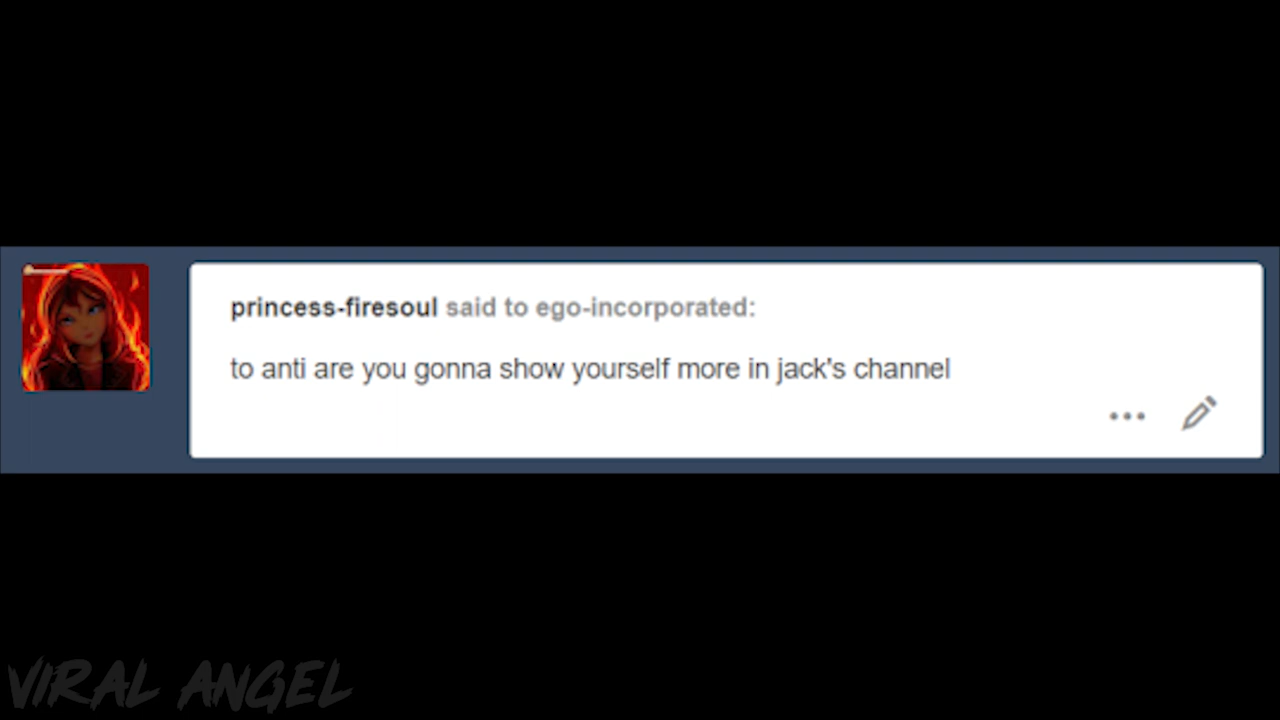 princess-firesoul said to ego-incorporated:
to anti are you gonna show yourself more in jack's channel
VIRAL ANGEL